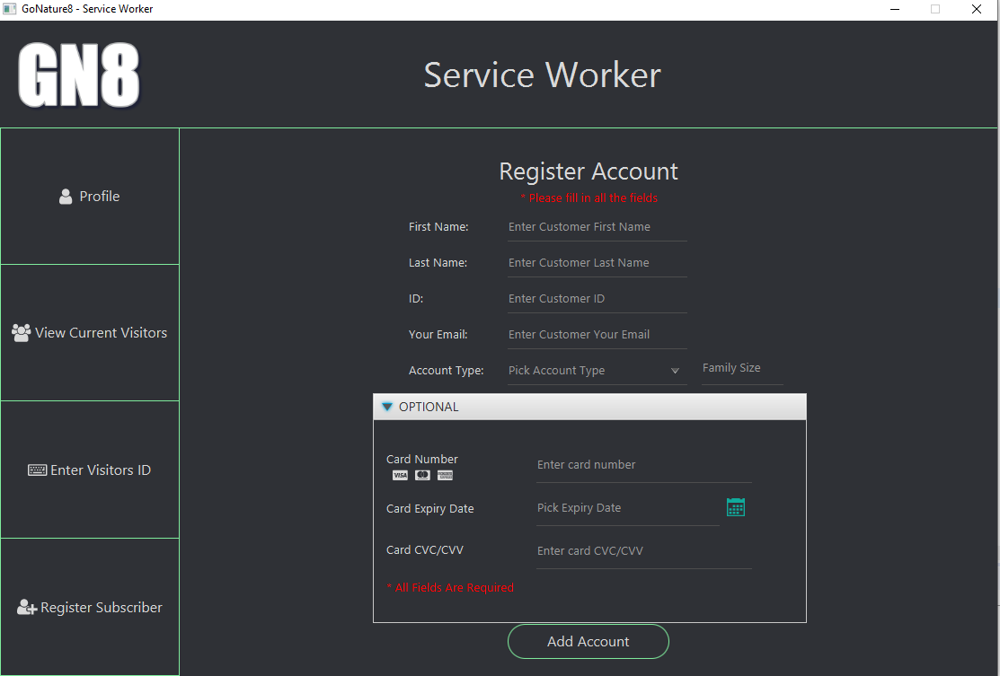 GoNature8 - Service Worker
GN8
Service Worker
Profile
View Current Visitors
Enter Visitors ID
Register Subscriber
Register Account
* Please fill in all the fields
First Name: Enter Customer First Name
Last Name: Enter Customer Last Name
ID: Enter Customer ID
Your Email: Enter Customer Your Email
Account Type: Pick Account Type Family Size
OPTIONAL
Card Number Enter card number
VISA
Card Expiry Date Pick Expiry Date
Card CVC/CVV Enter card CVC/CVV
* All Fields Are Required
Add Account